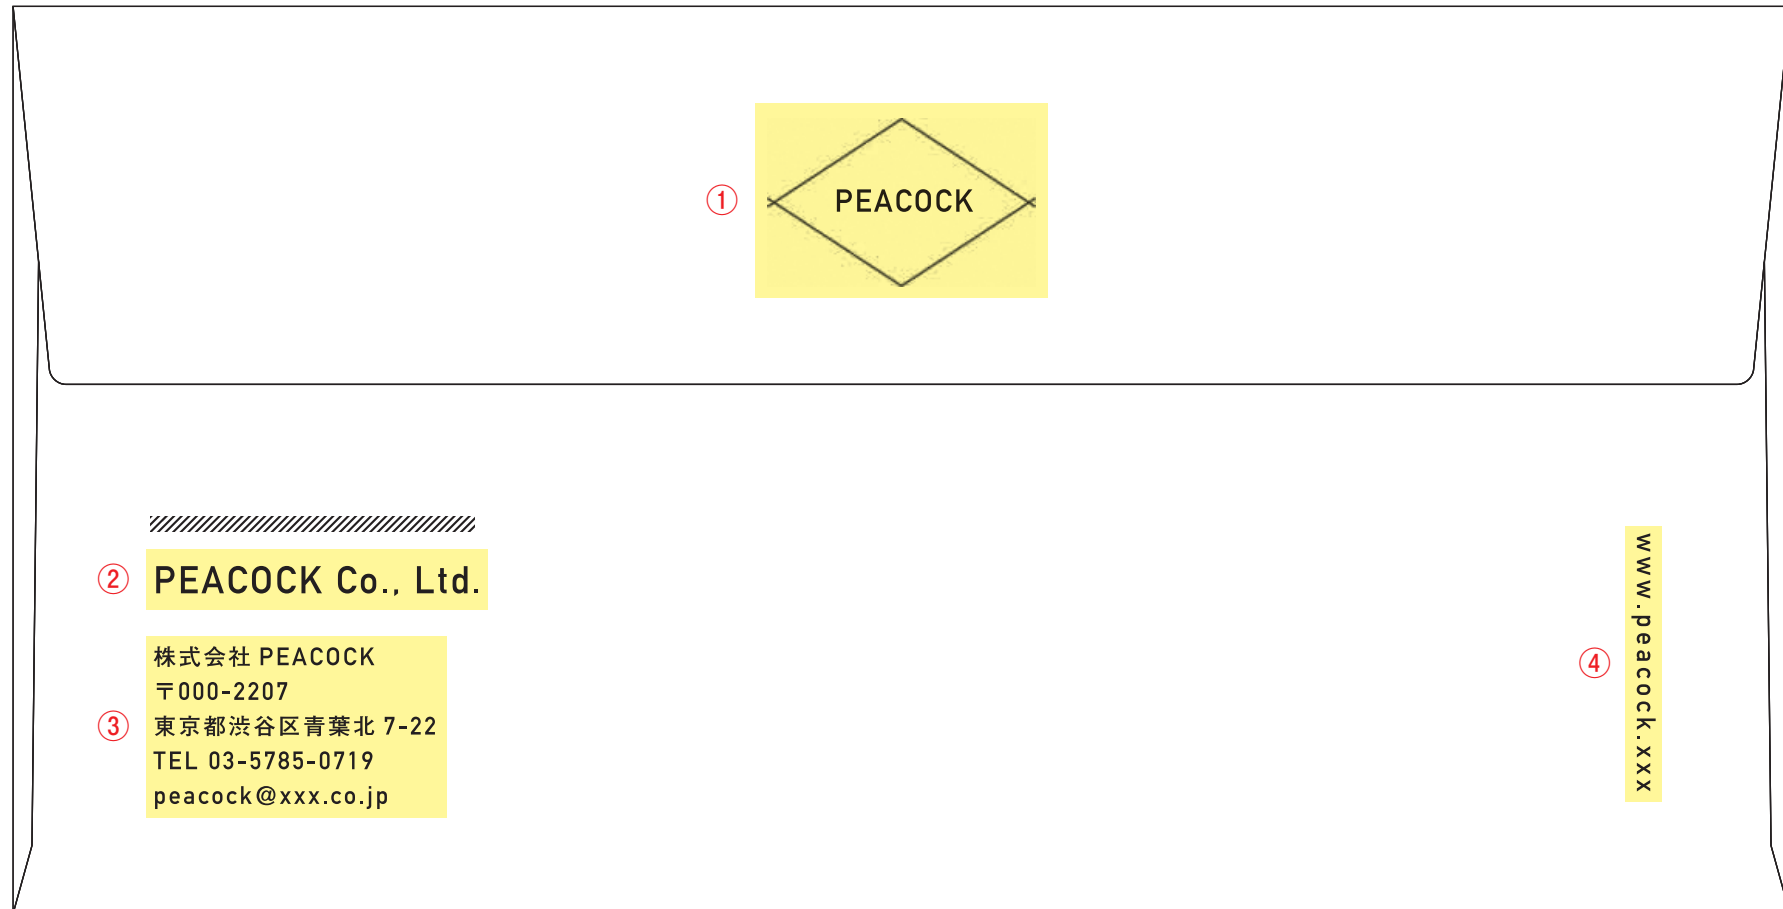 ①
PEACOCK
②
PEACOCK Co., Ltd.
③
株式会社 PEACOCK
〒000-2207
東京都渋谷区青葉北 7-22
TEL 03-5785-0719
peacock@xxx.co.jp
④
www.peacock.xxx